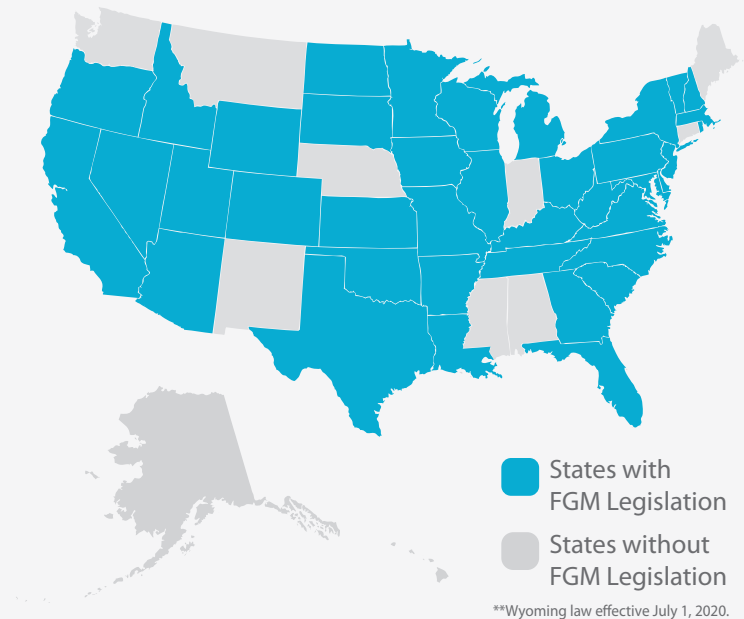 States with
FGM Legislation
States without
FGM Legislation
**Wyoming law effective July 1, 2020.